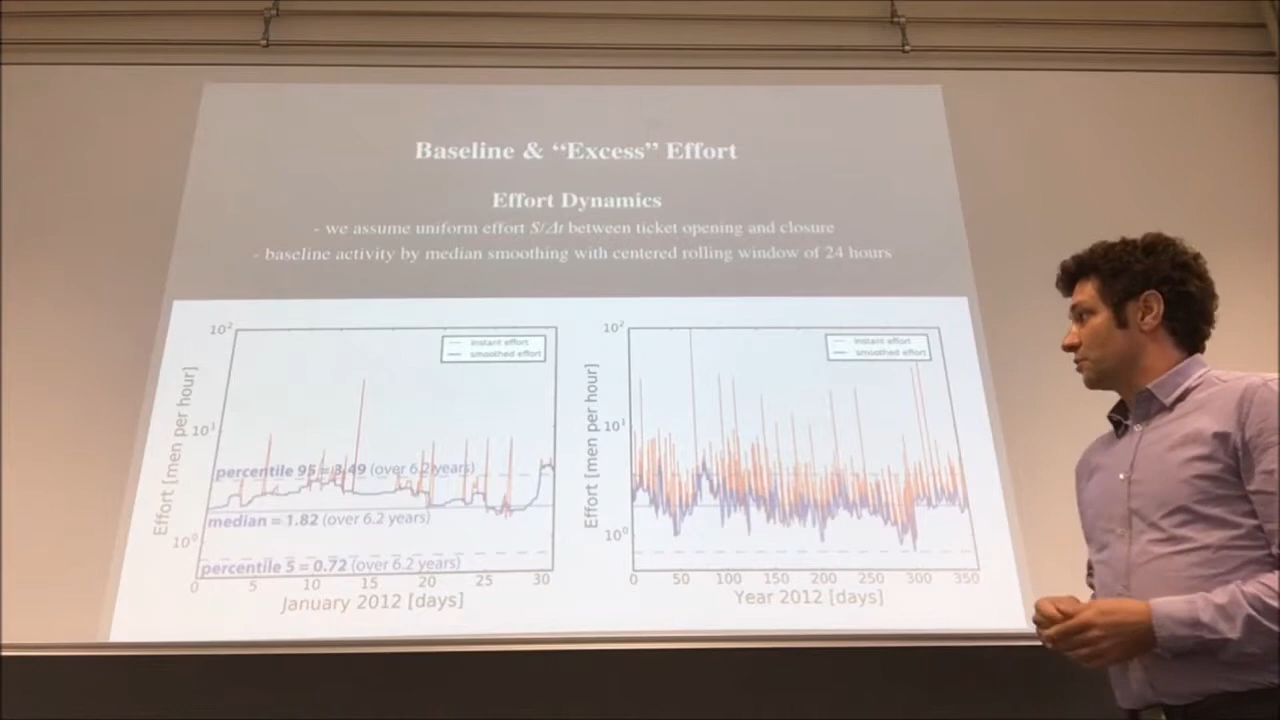 Baseline & “Excess” Effort
Effort Dynamics
- we assume uniform effort S/Δt between ticket opening and closure
- baseline activity by median smoothing with centered rolling window of 24 hours
10²
10¹
10⁰
Effort [men per hour]
instant effort
smoothed effort
percentile 95 = 3.49 (over 6.2 years)
median = 1.82 (over 6.2 years)
percentile 5 = 0.72 (over 6.2 years)
0 5 10 15 20 25 30
January 2012 [days]
10²
10¹
10⁰
Effort [men per hour]
instant effort
smoothed effort
0 50 100 150 200 250 300 350
Year 2012 [days]